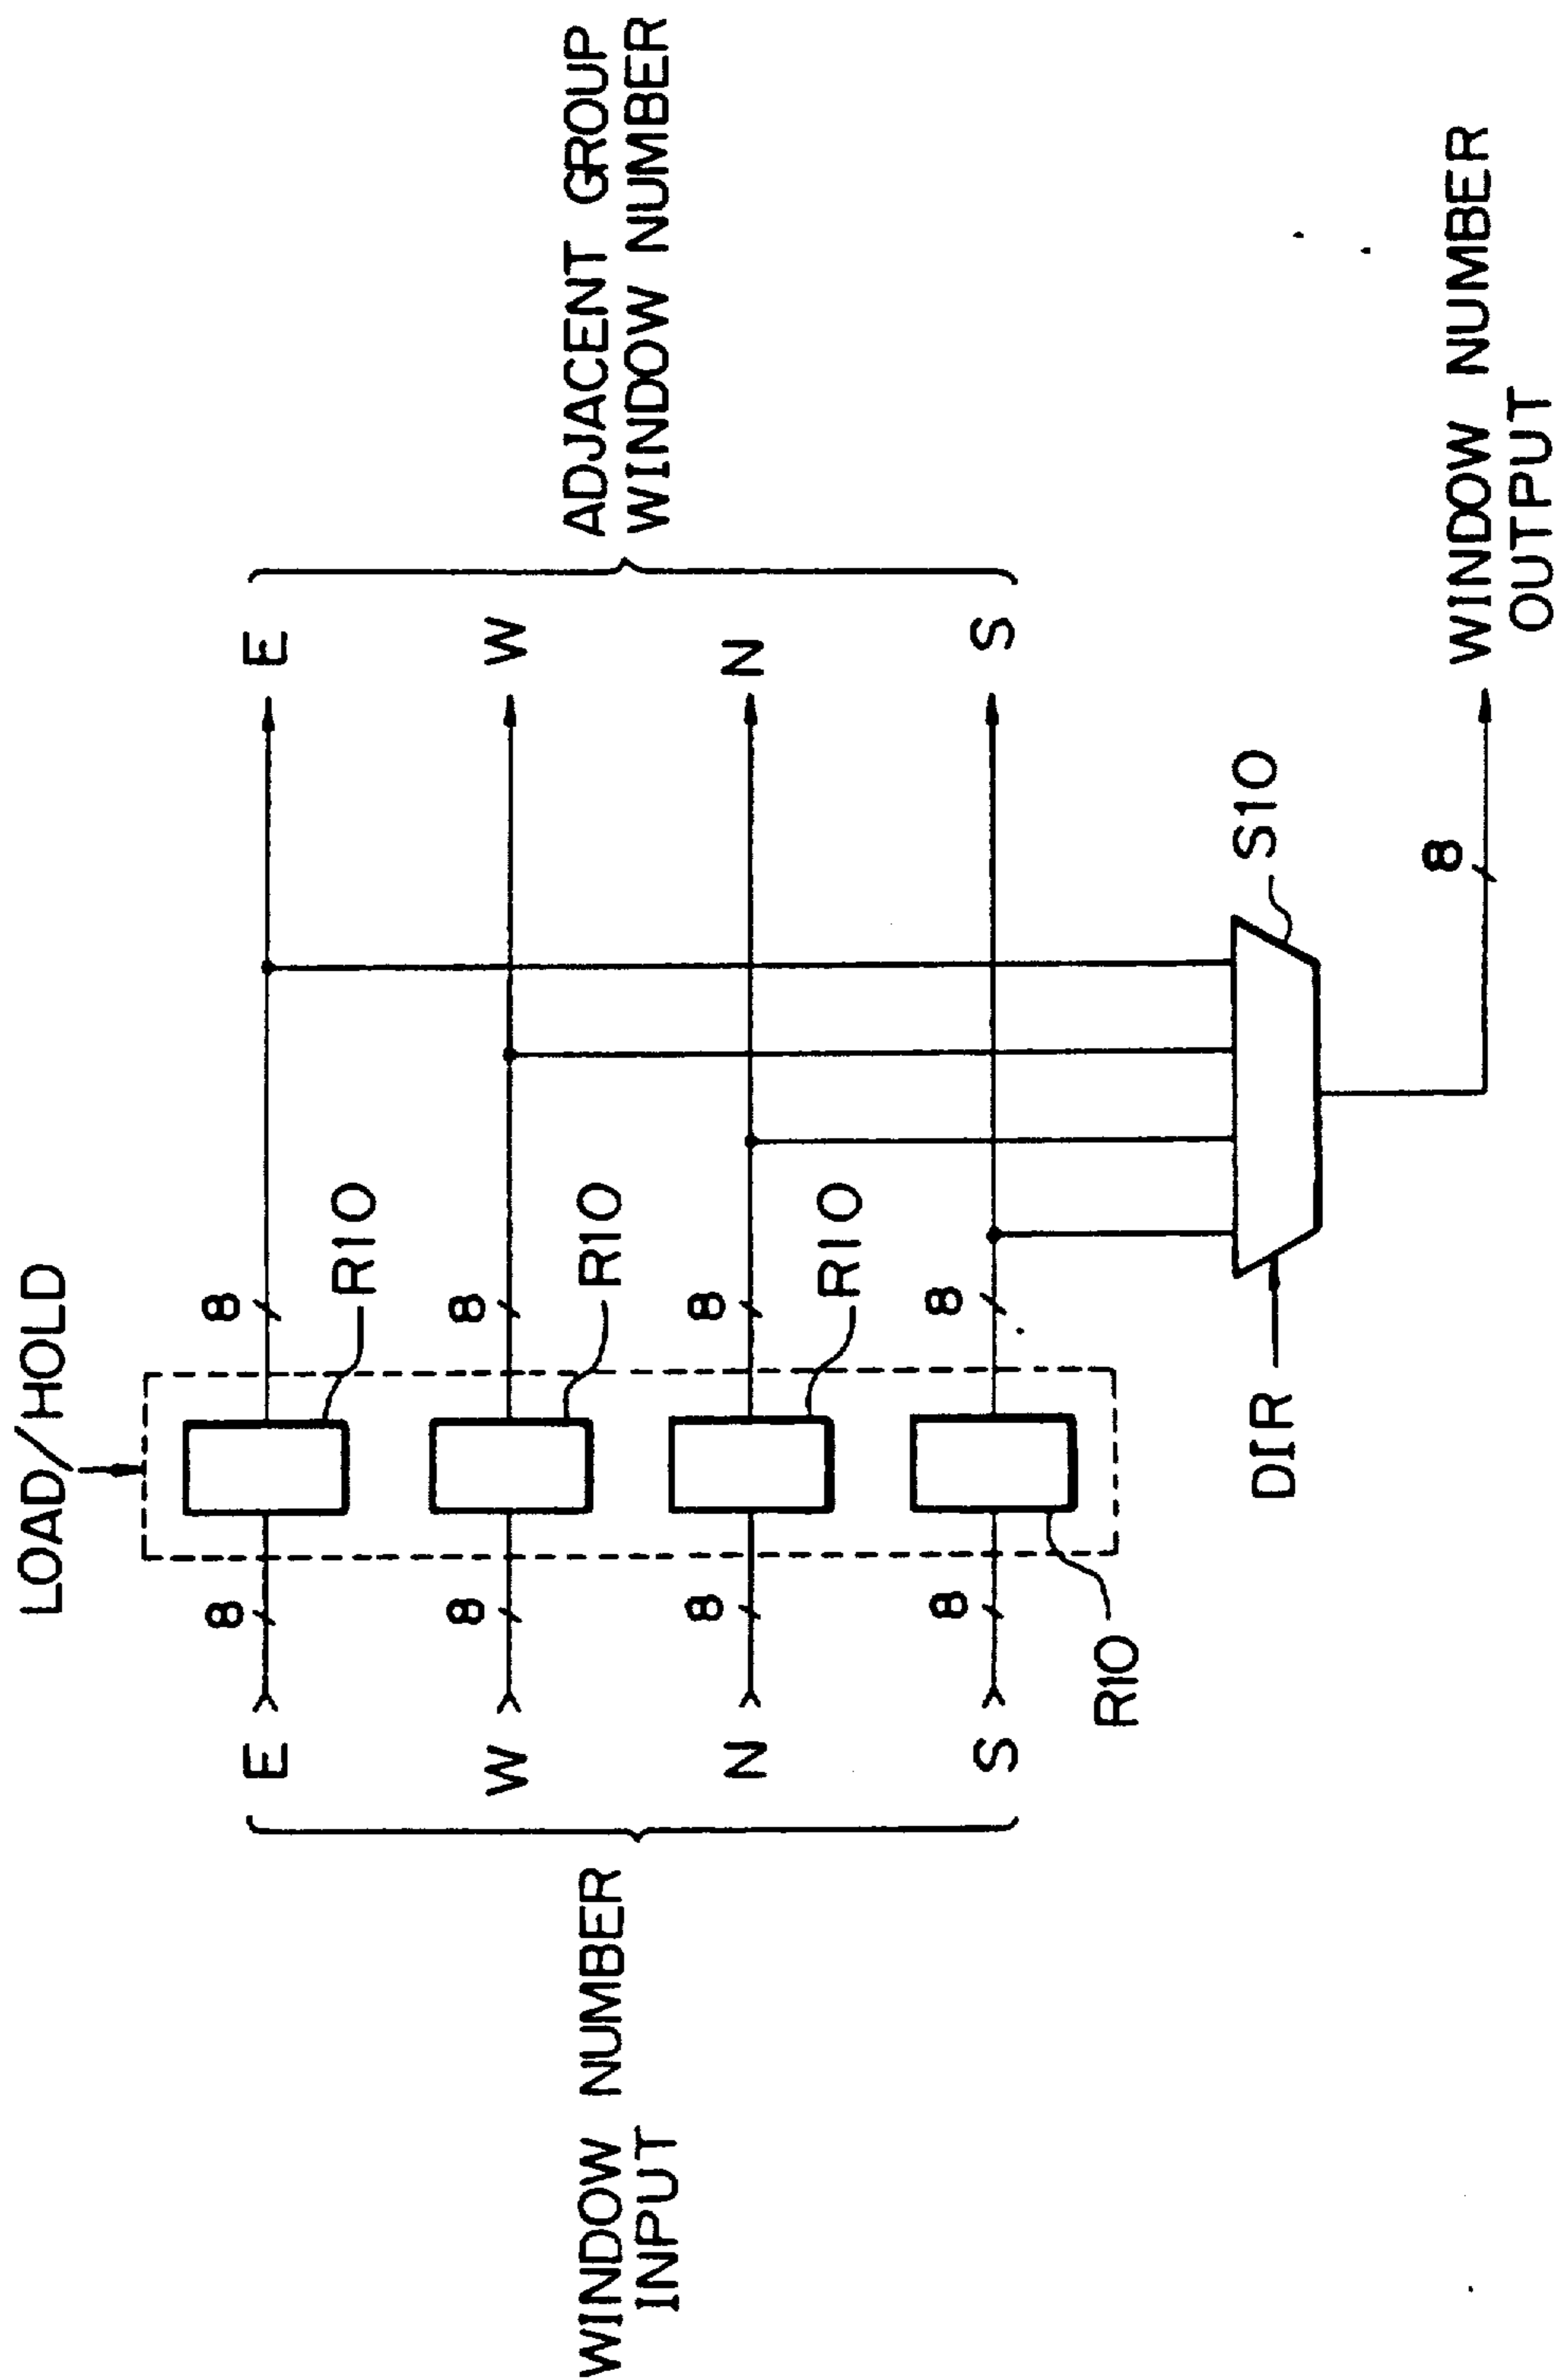 LOAD/HOLD
WINDOW NUMBER
INPUT
E
8
8
R10
E
W
8
8
R10
W
N
8
8
R10
N
S
8
8
R10
S
ADJACENT GROUP
WINDOW NUMBER
DIR
S10
8
WINDOW NUMBER
OUTPUT